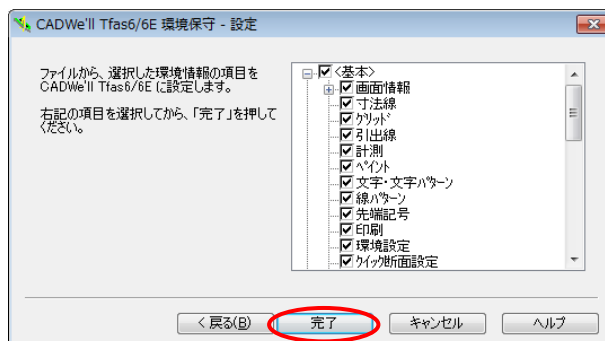 CADWe'll Tfas6/6E 環境保守 - 設定
ファイルから、選択した環境情報の項目を
CADWe'll Tfas6/6E に設定します。
右記の項目を選択してから、「完了」を押して
ください。
<基本>
画面情報
寸法線
グリッド
引出線
計測
ペイント
文字・文字パターン
線パターン
先端記号
印刷
環境設定
クイック断面設定
< 戻る(B)
完了
キャンセル
ヘルプ